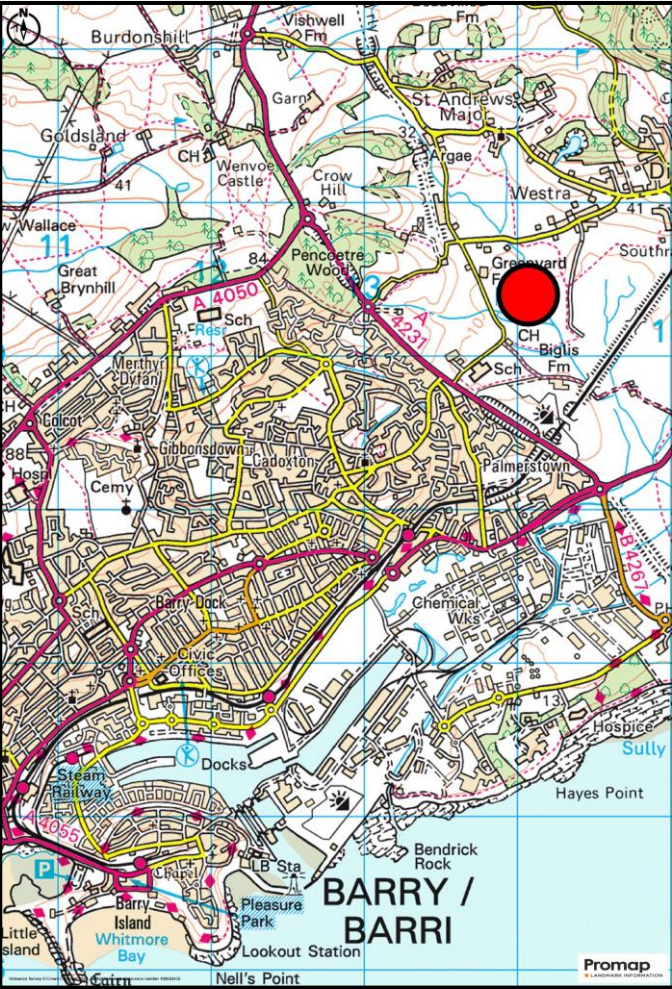 N
Burdonshill
Vishwell
Fm
Fm
Garn
St Andrews
Major
Goldsland
CH
32
Argae
41
Wenvoe
Castle
Crow
Hill
Westra
41
Wallace
11
Great
Brynhill
84
Pencoetre
Wood
3
Greenyard
A 4050
Sch
Resr
A
4231
CH
Biglis
Fm
Sch
Merthyr
Dyfan
Colcot
88
Hospl
Gibbonsdown
Cadoxton
Palmerstown
Cemy
B4267
Chemical
Wks
Barry Dock
Sch
Civic
Offices
13
Hospice
Sully
Docks
Steam
Railway
Hayes Point
A 4055
Bendrick
Rock
P
Chapel
LB Sta
BARRY /
BARRI
Barry
Island
Pleasure
Park
Little
Island
Whitmore
Bay
Lookout Station
Nell's Point
Promap
LANDMARK INFORMATION